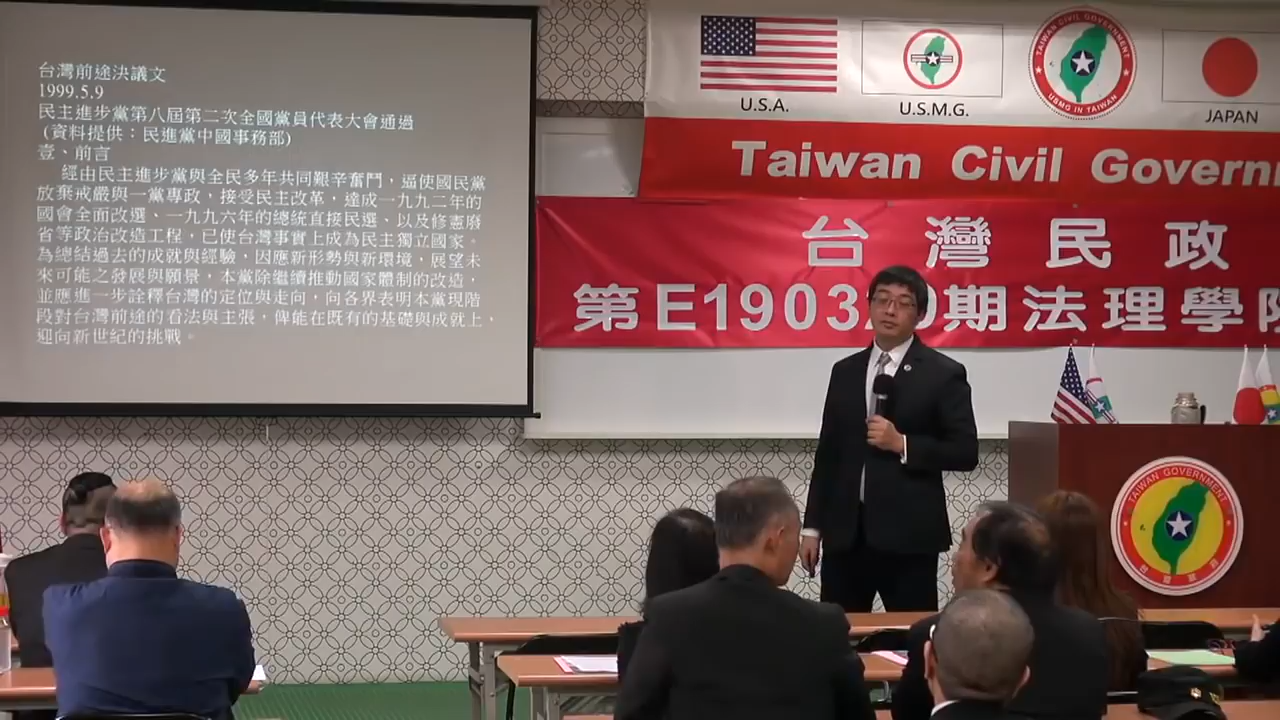 台灣前途決議文
1999.5.9
民主進步黨第八屆第二次全國黨員代表大會通過
(資料提供：民進黨中國事務部)
壹、前言
經由民主進步黨與全民多年共同艱辛奮鬥，逼使國民黨
放棄戒嚴與一黨專政，接受民主改革，達成一九九二年的
國會全面改選、一九九六年的總統直接民選、以及修憲廢
省等政治改造工程，已使台灣事實上成為民主獨立國家。
為總結過去的成就與經驗，因應新形勢與新環境，展望未
來可能之發展與願景，本黨除繼續推動國家體制的改造，
並應進一步詮釋台灣的定位與走向，向各界表明本黨現階
段對台灣前途的看法與主張，俾能在既有的基礎與成就上，
迎向新世紀的挑戰。
U.S.A.
U.S.M.G.
TAIWAN CIVIL GOVERNMENT
USMG IN TAIWAN
JAPAN
Taiwan Civil Governm
台灣民政
第E1903 0期法理學院
TAIWAN GOVERNMENT
台灣政府